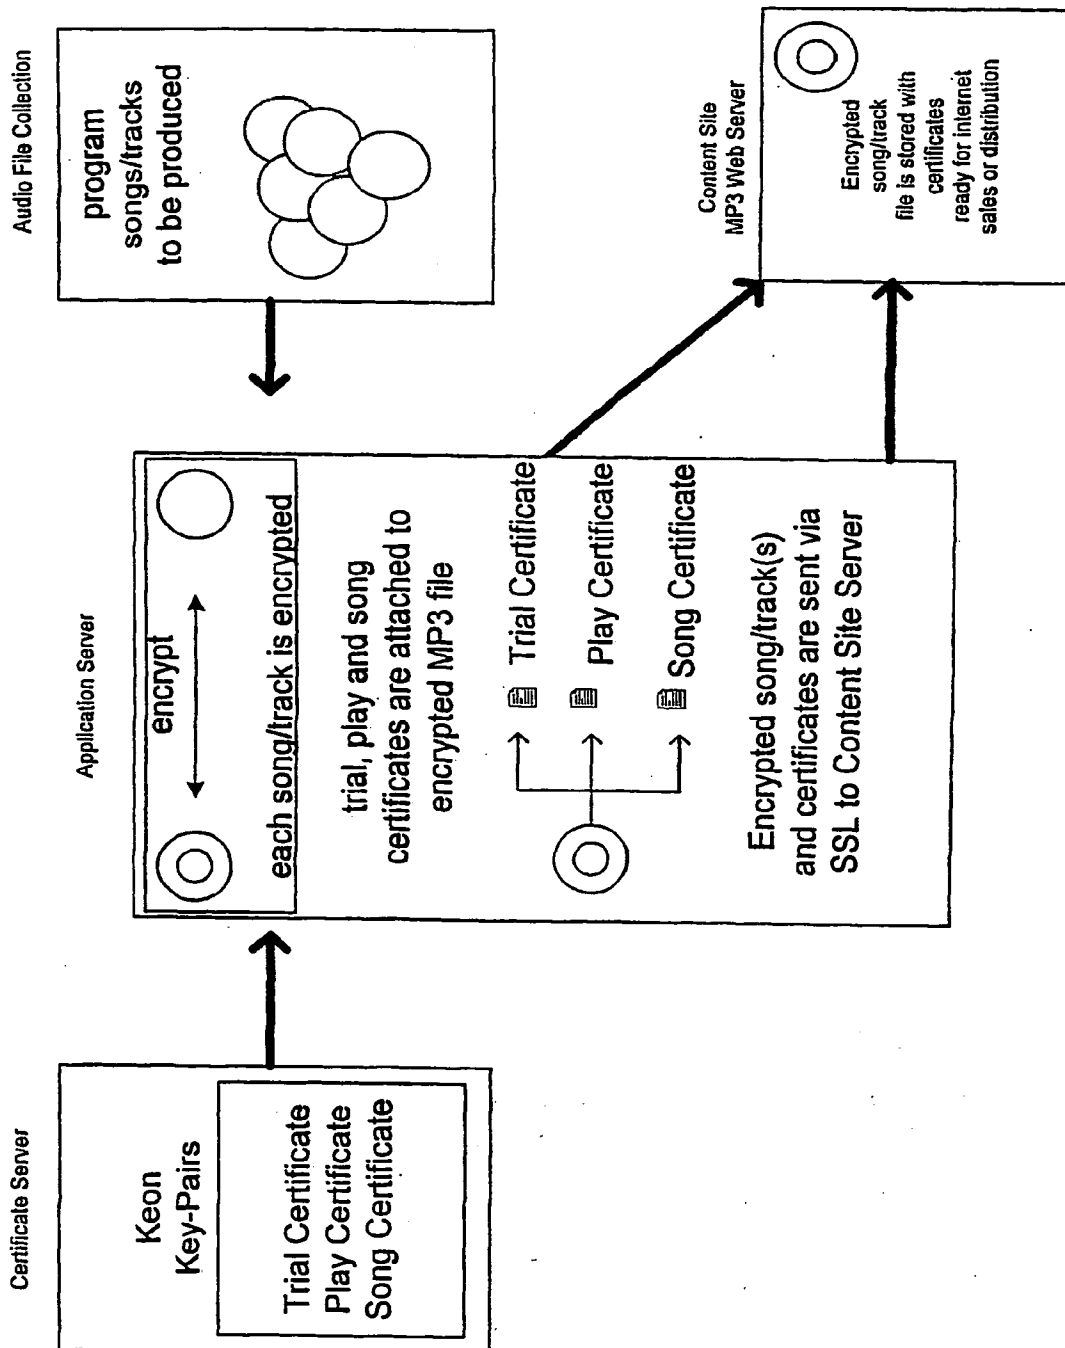 Certificate Server
Keon
Key-Pairs
Trial Certificate
Play Certificate
Song Certificate
Application Server
encrypt
each song/track is encrypted
trial, play and song
certificates are attached to
encrypted MP3 file
Trial Certificate
Play Certificate
Song Certificate
Encrypted song/track(s)
and certificates are sent via
SSL to Content Site Server
Audio File Collection
program
songs/tracks
to be produced
Content Site
MP3 Web Server
Encrypted
song/track
file is stored with
certificates
ready for internet
sales or distribution